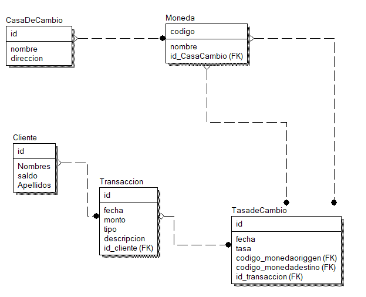 CasaDeCambio
id
nombre
direccion
Moneda
codigo
nombre
id_CasaCambio (FK)
Cliente
id
Nombres
saldo
Apellidos
Transaccion
id
fecha
monto
tipo
descripcion
id_cliente (FK)
TasadeCambio
id
fecha
tasa
codigo_monedaoriggen (FK)
codigo_monedadestino (FK)
id_transaccion (FK)